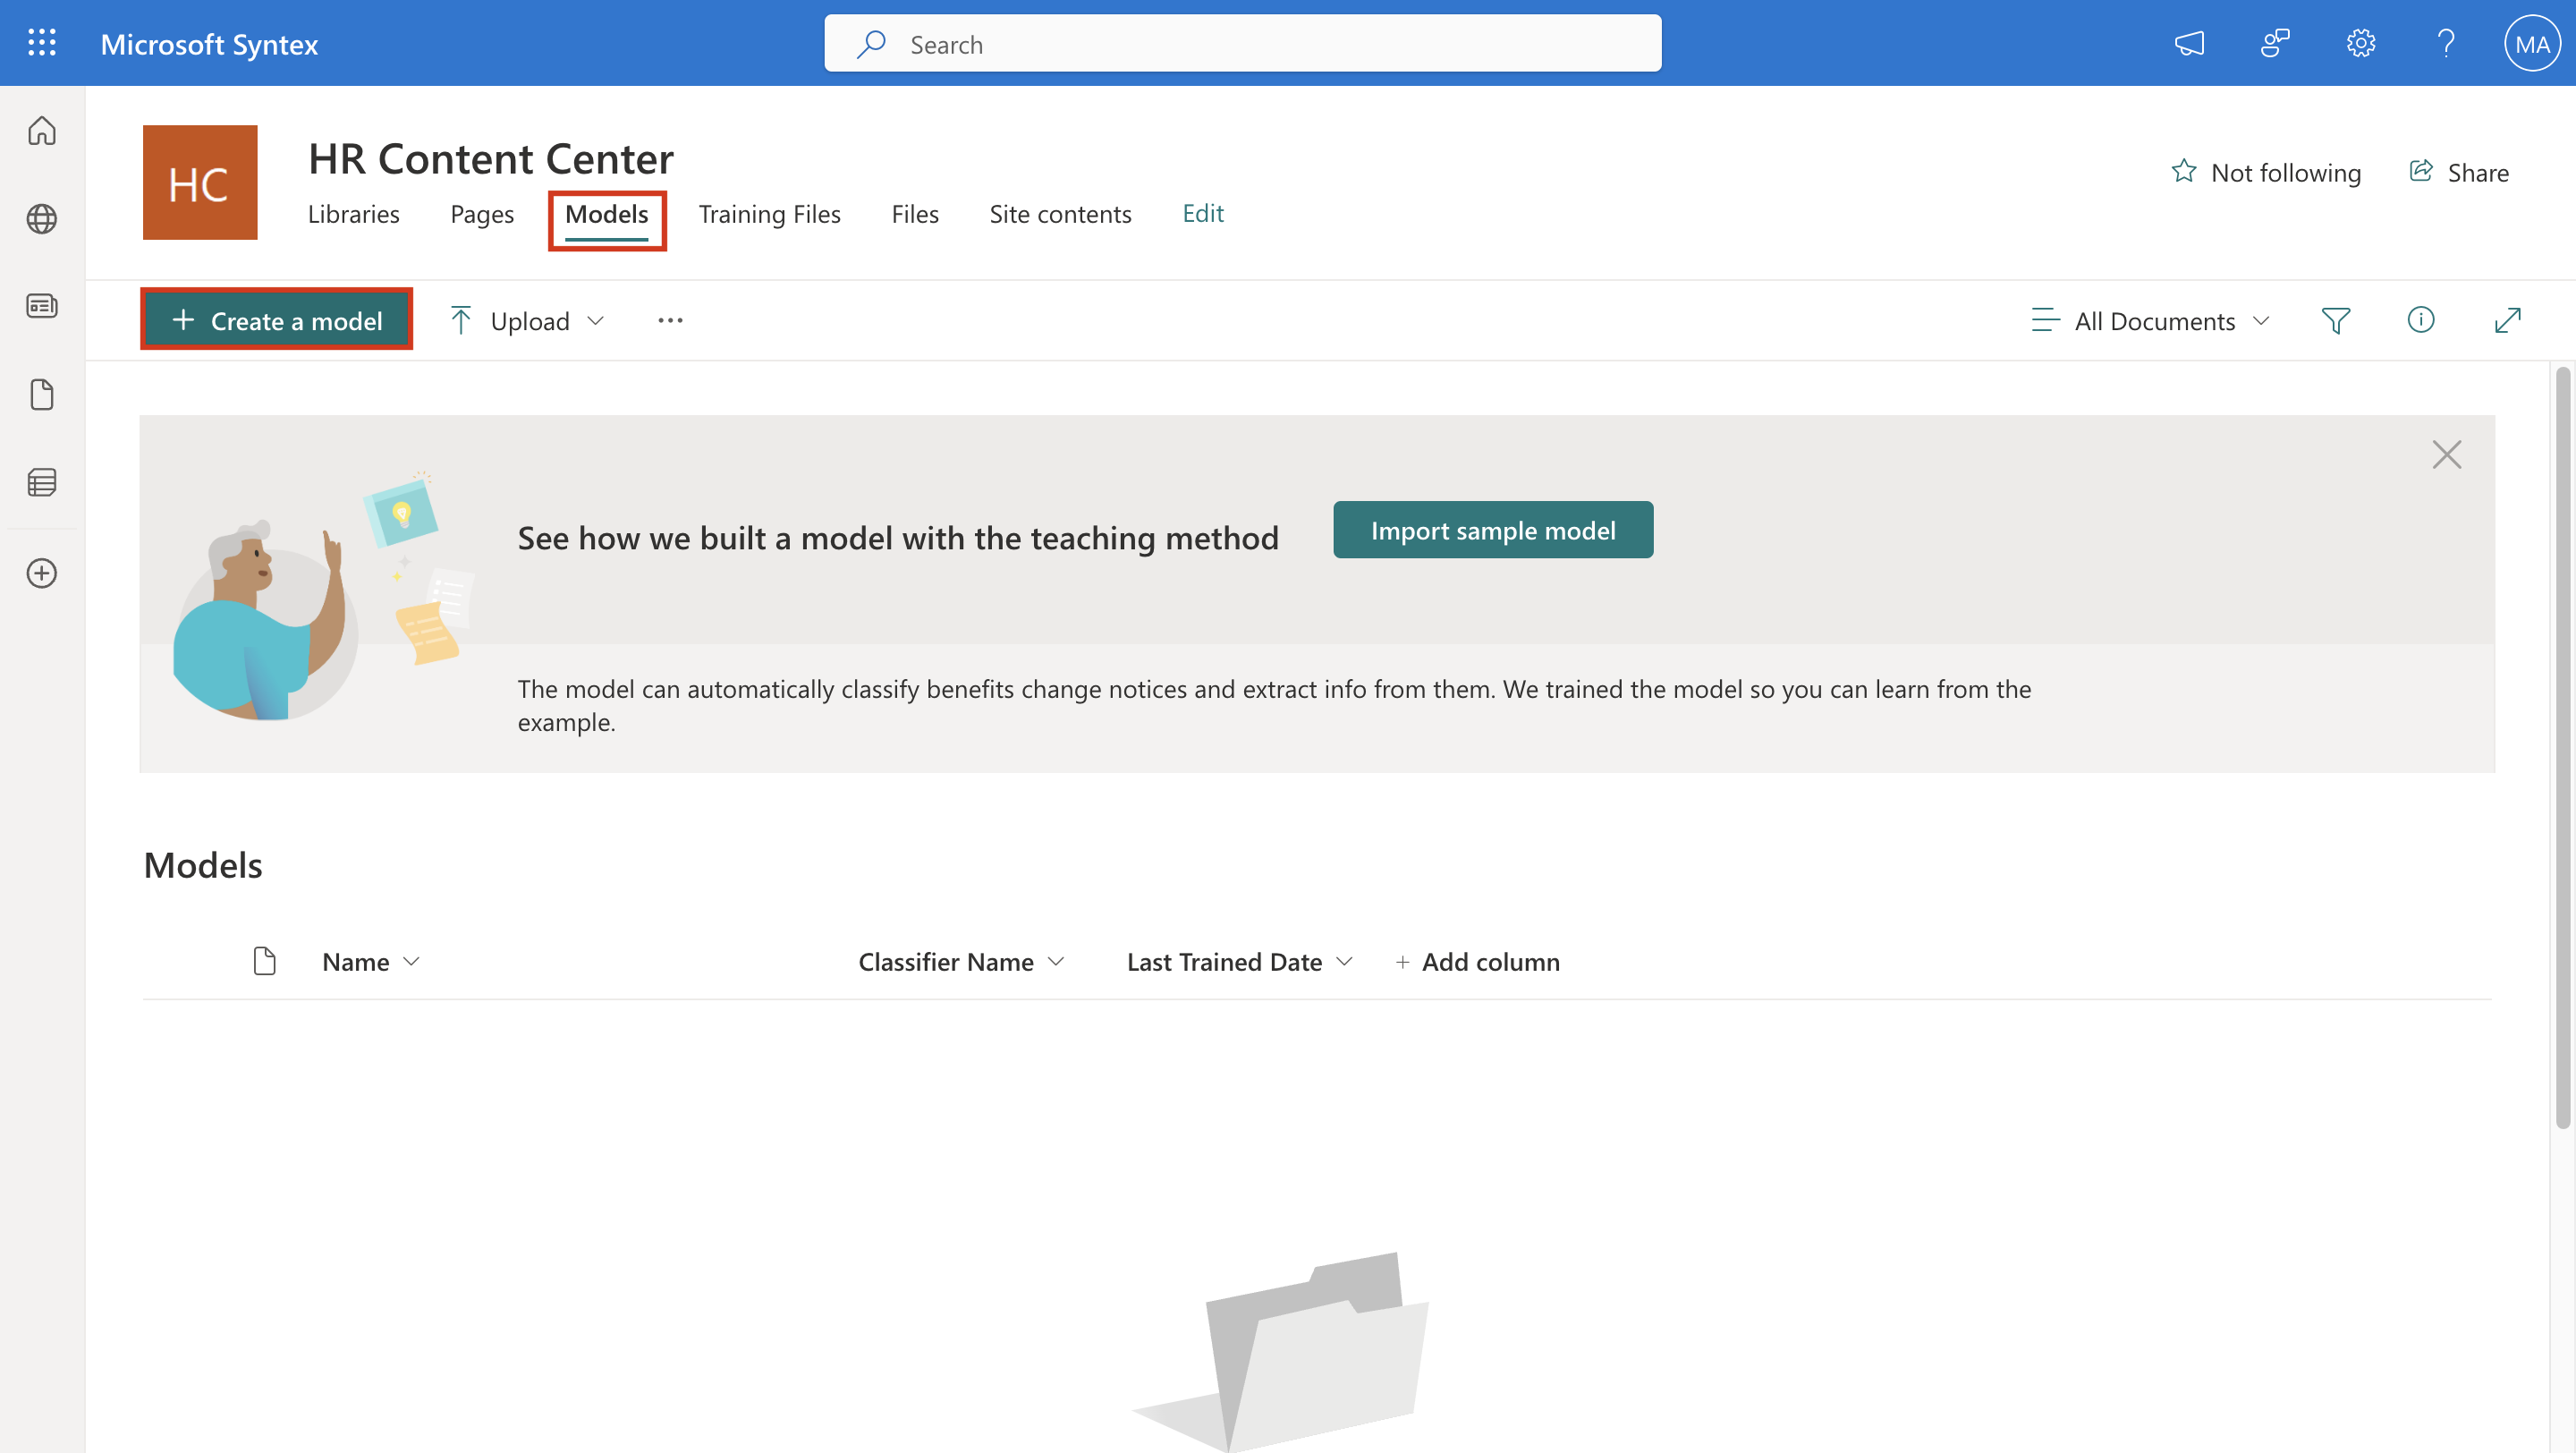 Microsoft Syntex
Search
MA
HC
HR Content Center
Not following
Share
Libraries
Pages
Models
Training Files
Files
Site contents
Edit
+ Create a model
Upload
All Documents
See how we built a model with the teaching method
Import sample model
The model can automatically classify benefits change notices and extract info from them. We trained the model so you can learn from the
example.
Models
Name
Classifier Name
Last Trained Date
+ Add column